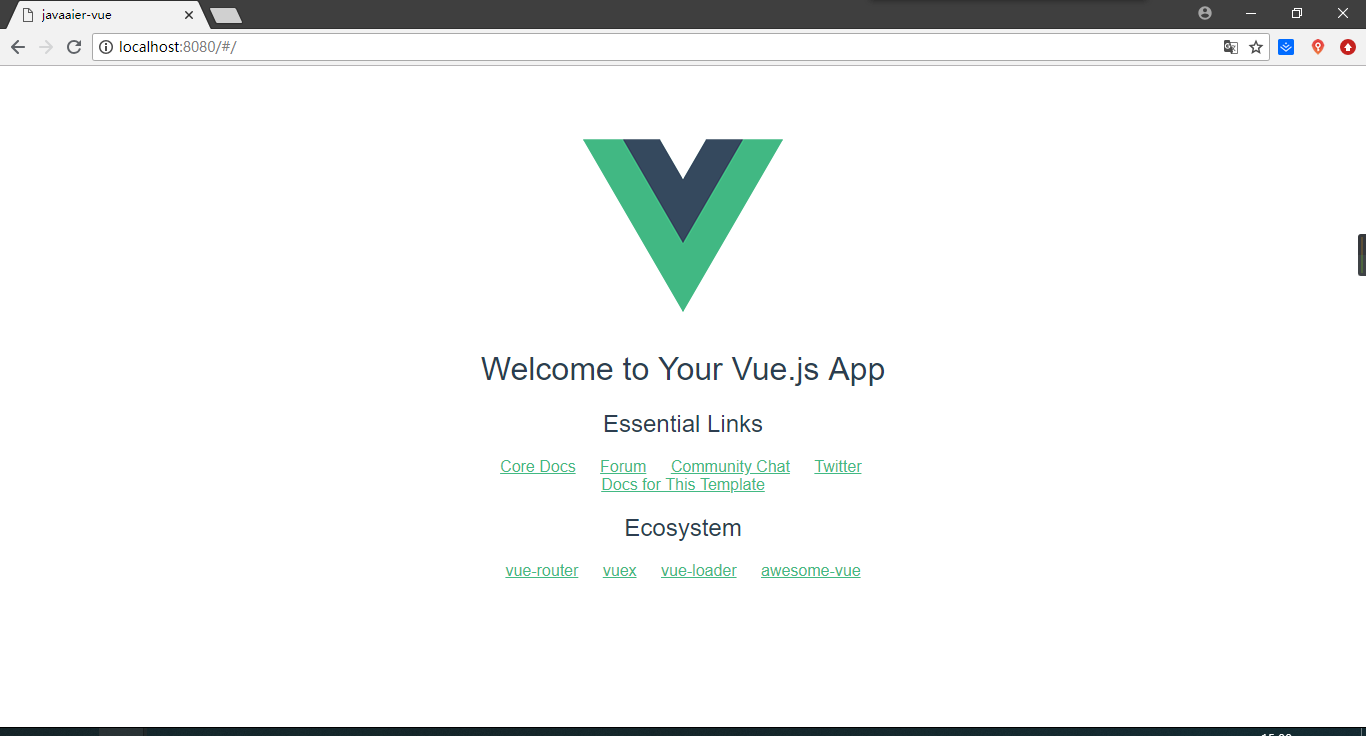 javaaier-vue
localhost:8080/#/
Welcome to Your Vue.js App
Essential Links
Core Docs Forum Community Chat Twitter
Docs for This Template
Ecosystem
vue-router vuex vue-loader awesome-vue